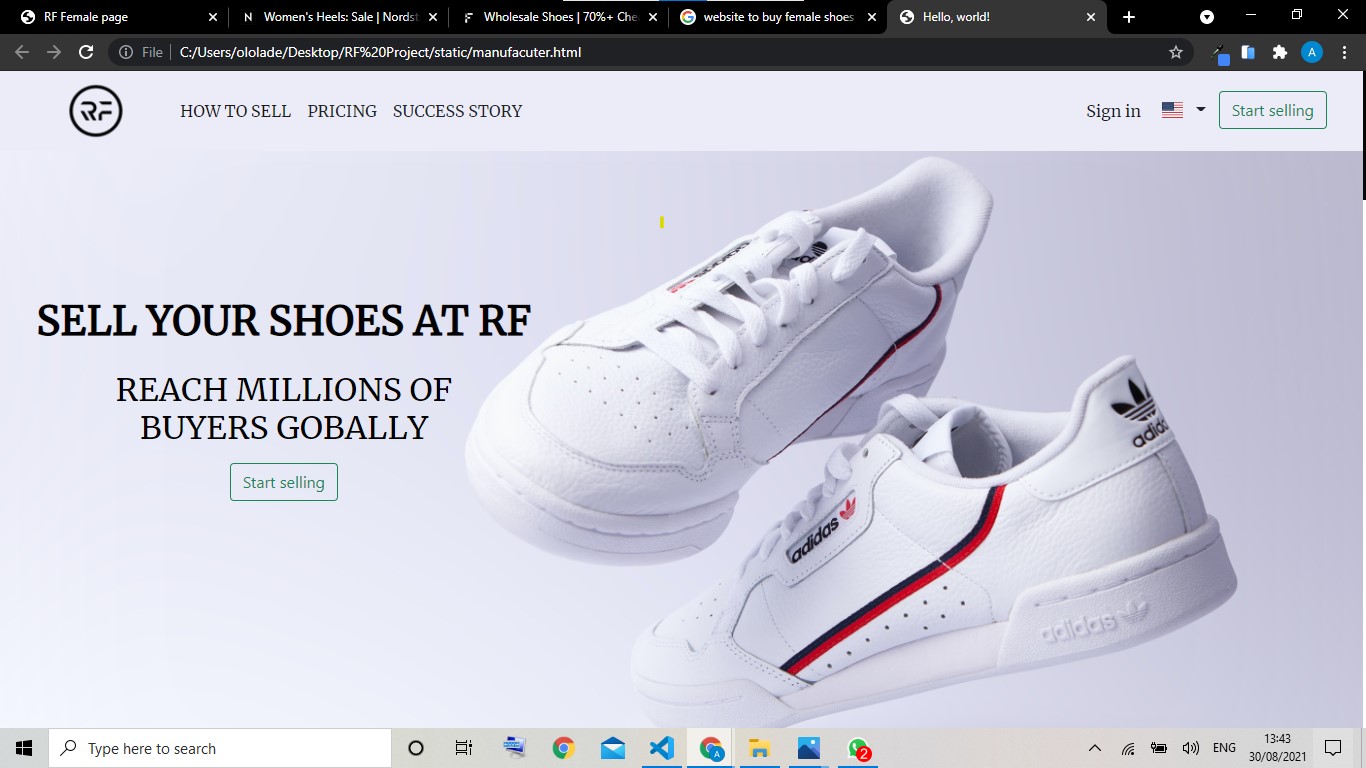 RF Female page
Women's Heels: Sale | Nordst
Wholesale Shoes | 70%+ Che
website to buy female shoes
Hello, world!
File
C:/Users/ololade/Desktop/RF%20Project/static/manufacuter.html
A
RF
HOW TO SELL
PRICING
SUCCESS STORY
Sign in
Start selling
SELL YOUR SHOES AT RF
REACH MILLIONS OF
BUYERS GOBALLY
Start selling
adidas
adidas
adidas
Type here to search
A
2
ENG
13:43
30/08/2021